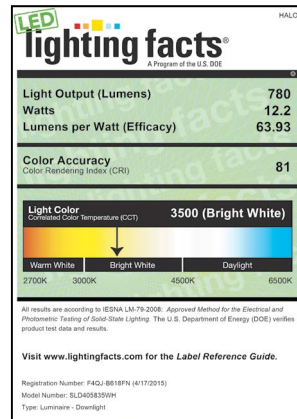 HALO
LED
lighting facts®
A Program of the U.S. DOE
Light Output (Lumens) 780
Watts 12.2
Lumens per Watt (Efficacy) 63.93
Color Accuracy
Color Rendering Index (CRI) 81
Light Color
Correlated Color Temperature (CCT) 3500 (Bright White)
Warm White Bright White Daylight
2700K 3000K 4500K 6500K
All results are according to IESNA LM-79-2008: Approved Method for the Electrical and
Photometric Testing of Solid-State Lighting. The U.S. Department of Energy (DOE) verifies
product test data and results.
Visit www.lightingfacts.com for the Label Reference Guide.
Registration Number: F4QJ-B618FN (4/17/2015)
Model Number: SLD405835WH
Type: Luminaire - Downlight